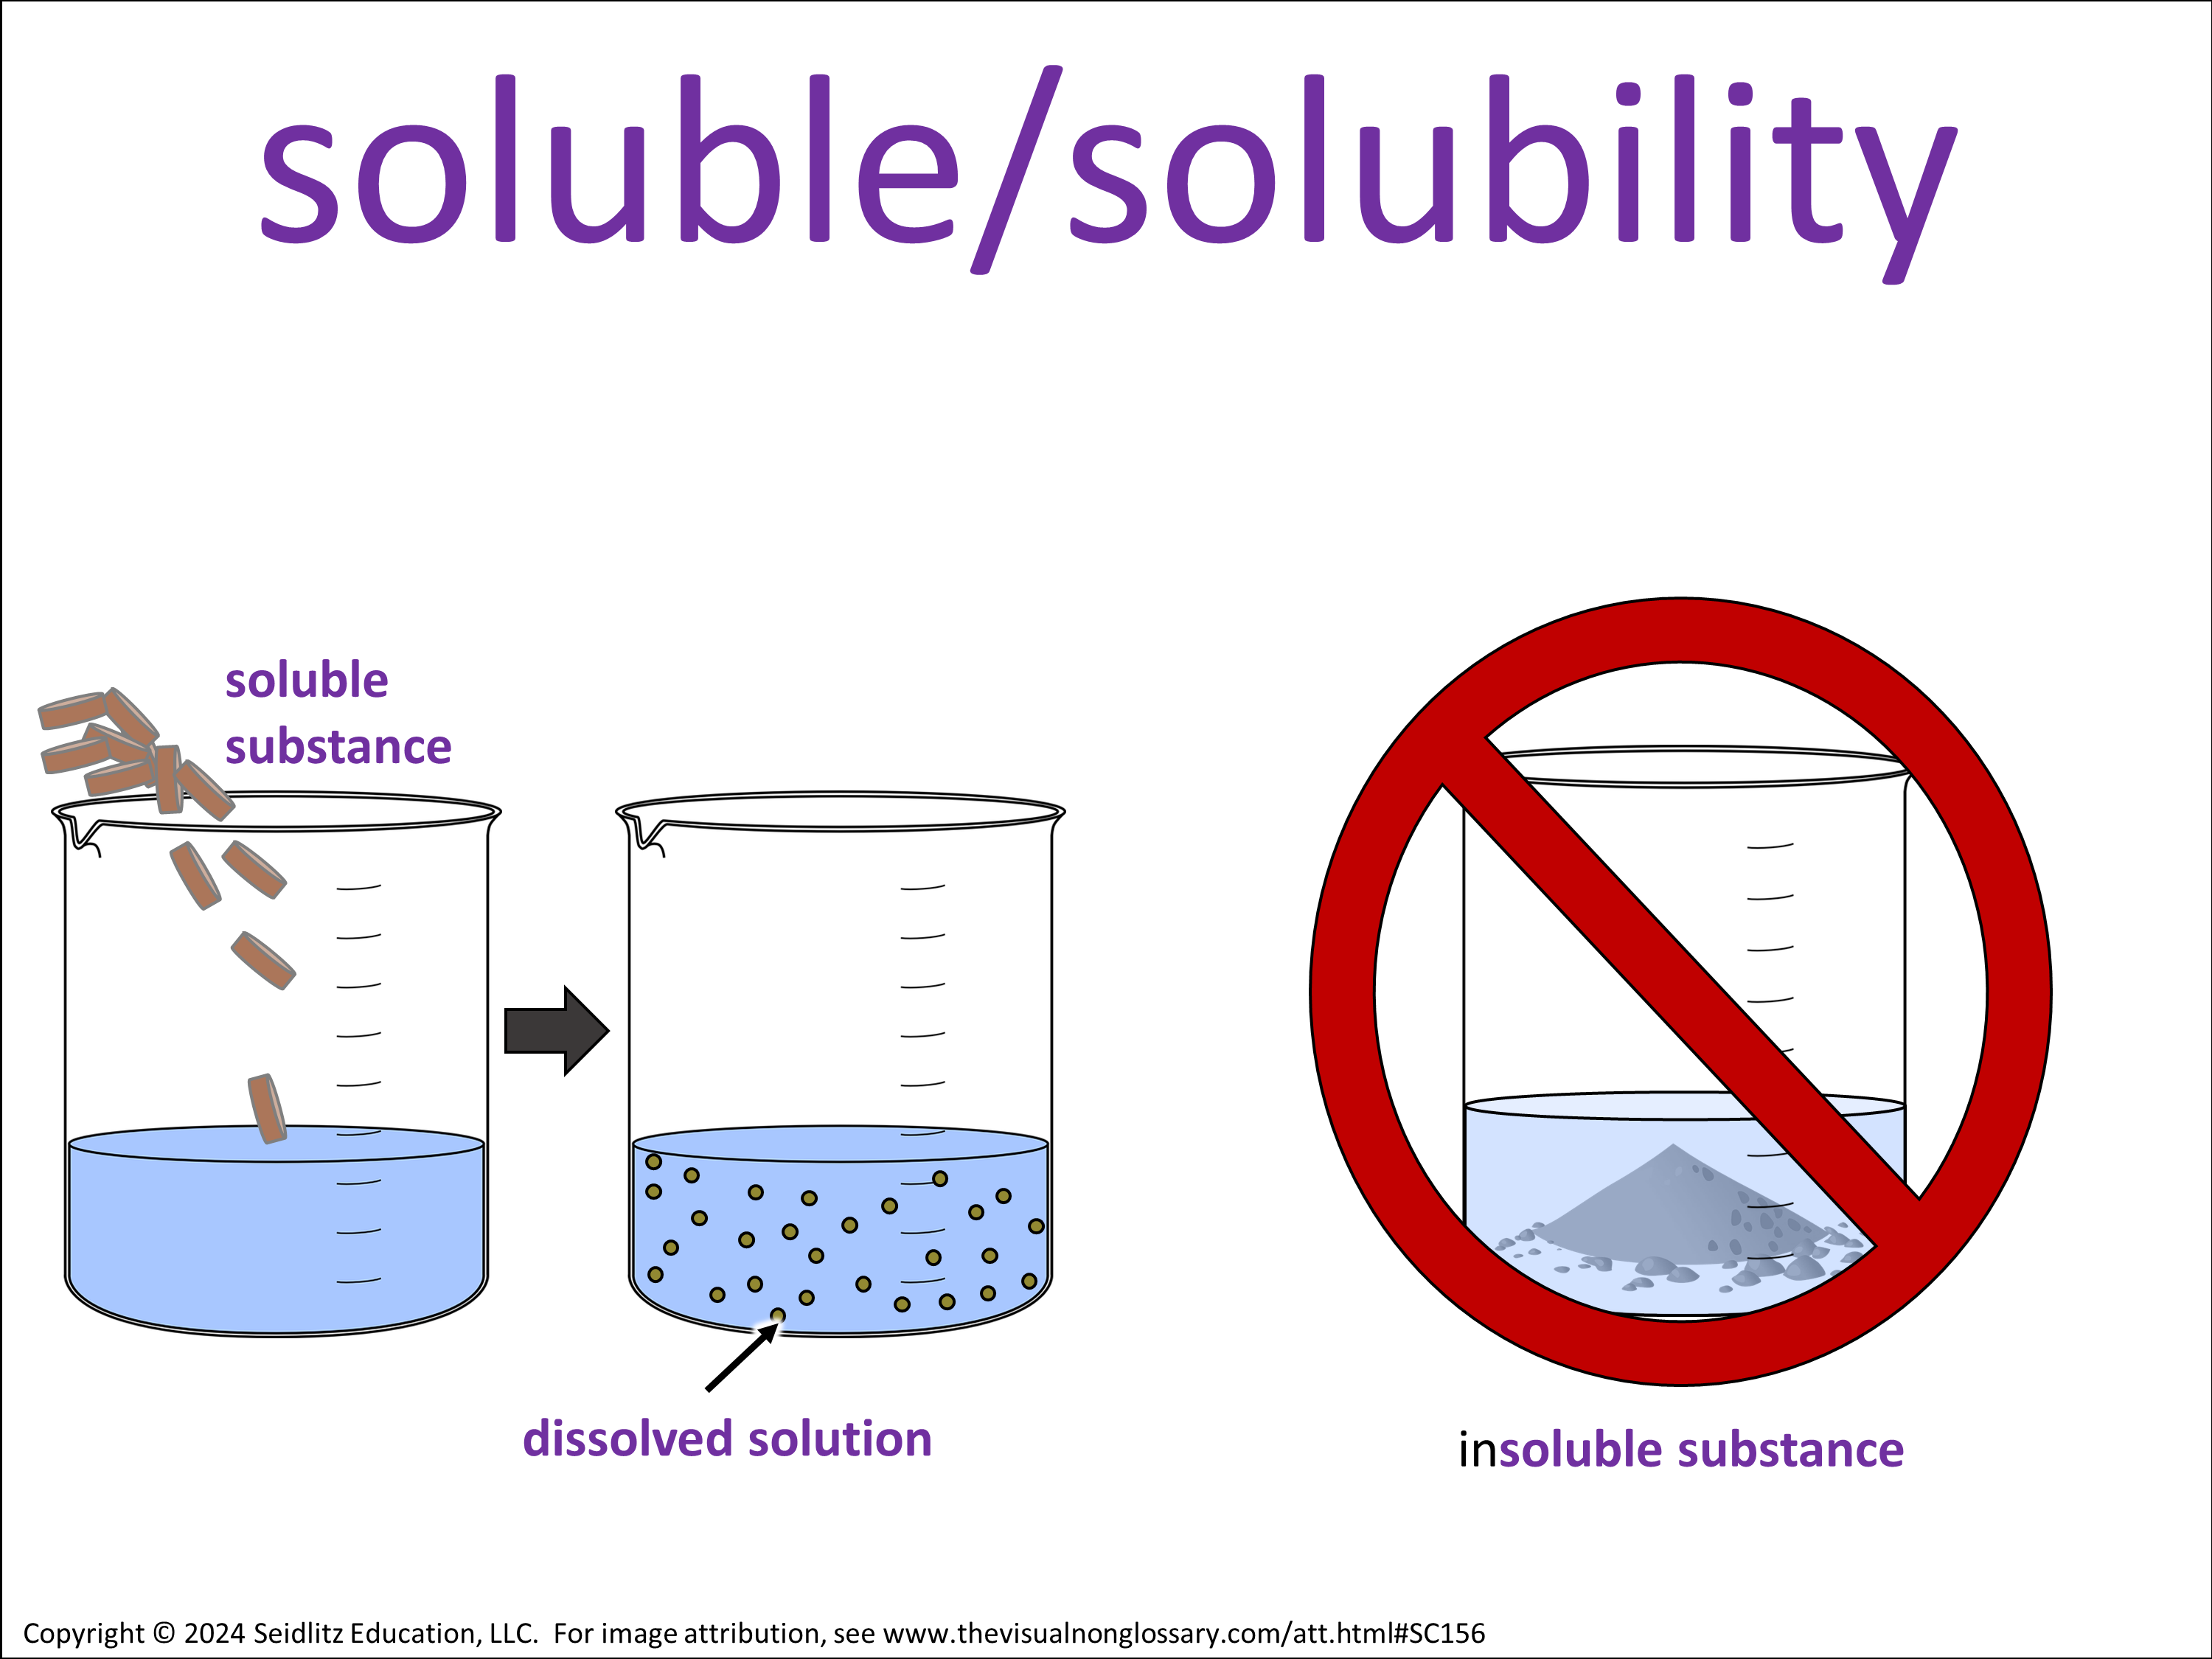 soluble/solubility
soluble
substance
dissolved solution
insoluble substance
Copyright © 2024 Seidlitz Education, LLC.  For image attribution, see www.thevisualnonglossary.com/att.html#SC156